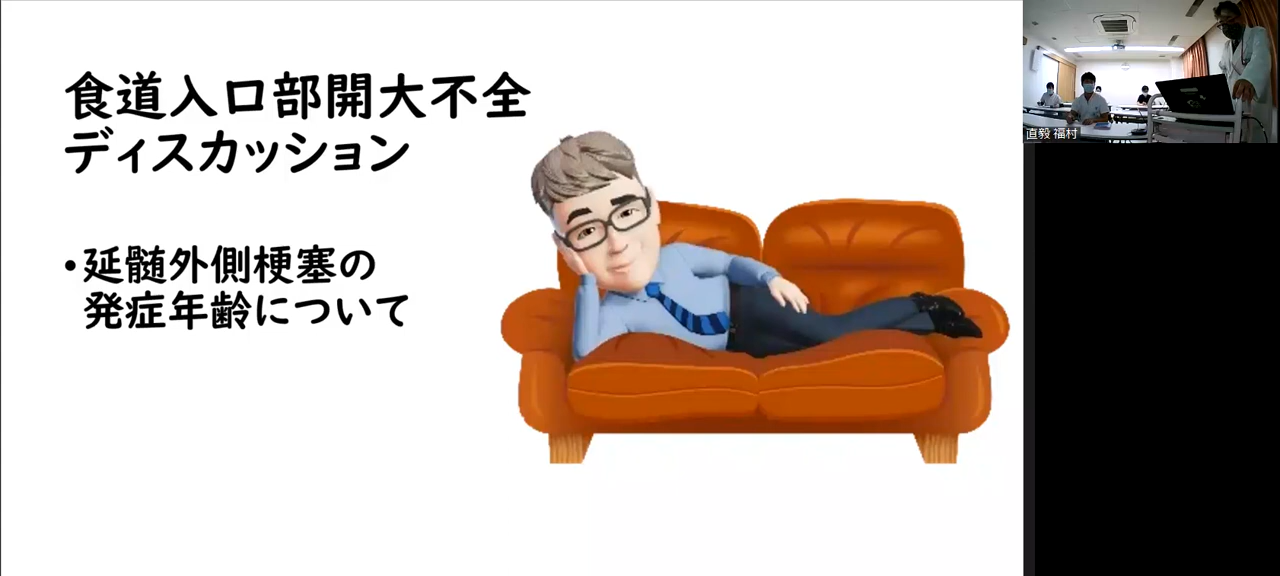 食道入口部開大不全
ディスカッション
•延髄外側梗塞の
発症年齢について
直毅 福村